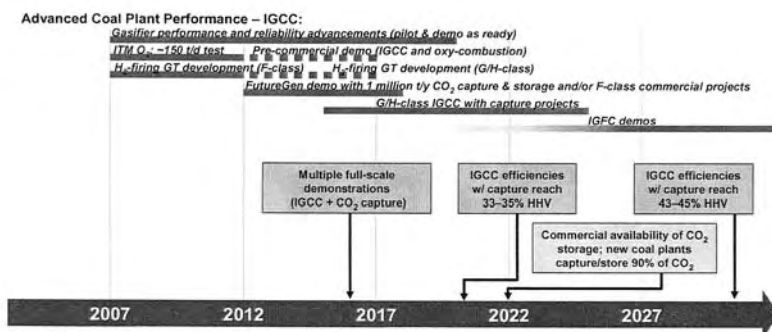 Advanced Coal Plant Performance – IGCC:
Gasifier performance and reliability advancements (pilot & demo as ready)
ITM O₂: ~150 t/d test Pre-commercial demo (IGCC and oxy-combustion)
H₂-firing GT development (F-class) H₂-firing GT development (G/H-class)
FutureGen demo with 1 million t/y CO₂ capture & storage and/or F-class commercial projects
G/H-class IGCC with capture projects
IGFC demos
Multiple full-scale
demonstrations
(IGCC + CO₂ capture)
IGCC efficiencies
w/ capture reach
33–35% HHV
IGCC efficiencies
w/ capture reach
43–45% HHV
Commercial availability of CO₂
storage; new coal plants
capture/store 90% of CO₂
2007 2012 2017 2022 2027